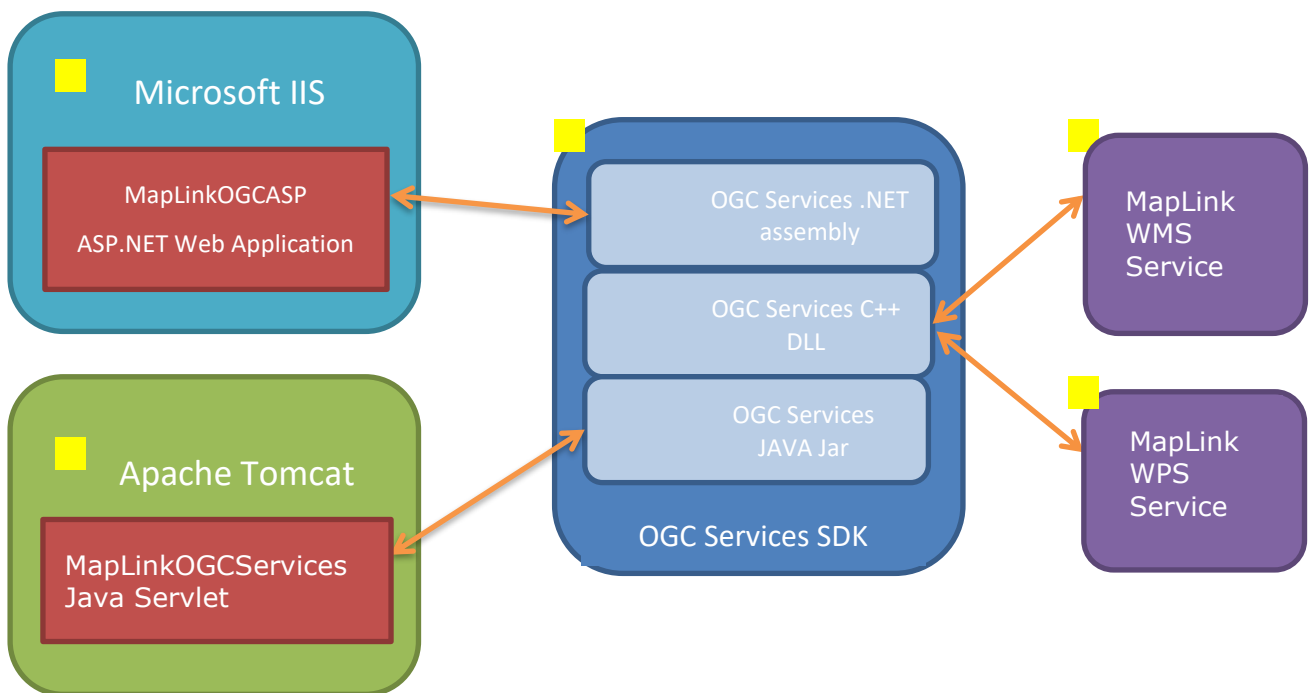 Microsoft IIS
MapLinkOGCASP
ASP.NET Web Application
Apache Tomcat
MapLinkOGCServices
Java Servlet
OGC Services .NET
assembly
OGC Services C++
DLL
OGC Services
JAVA Jar
OGC Services SDK
MapLink
WMS
Service
MapLink
WPS
Service